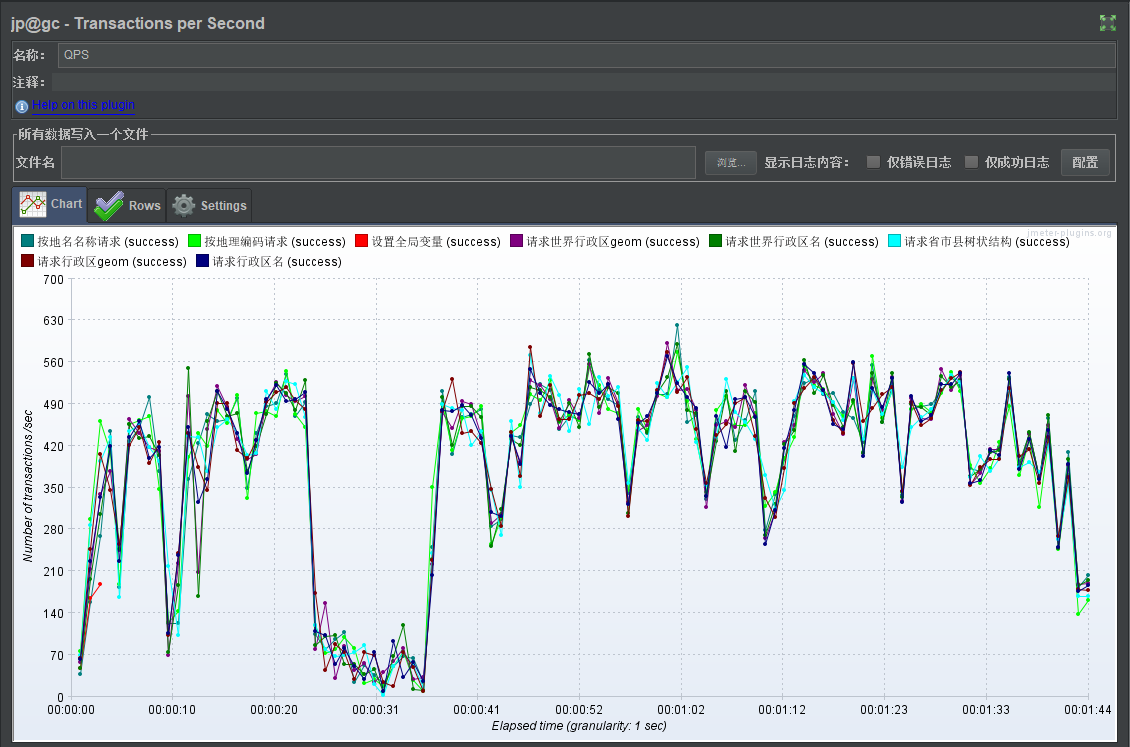 jp@gc - Transactions per Second
名称： QPS
注释：
Help on this plugin
所有数据写入一个文件
文件名 浏览... 显示日志内容： 仅错误日志 仅成功日志 配置
Chart Rows Settings
jmeter-plugins.org
按地名名称请求 (success) 按地理编码请求 (success) 设置全局变量 (success) 请求世界行政区geom (success) 请求世界行政区名 (success) 请求省市县树状结构 (success)
请求行政区geom (success) 请求行政区名 (success)
700
630
560
490
420
350
280
210
140
70
0
Number of transactions /sec
00:00:00 00:00:10 00:00:20 00:00:31 00:00:41 00:00:52 00:01:02 00:01:12 00:01:23 00:01:33 00:01:44
Elapsed time (granularity: 1 sec)